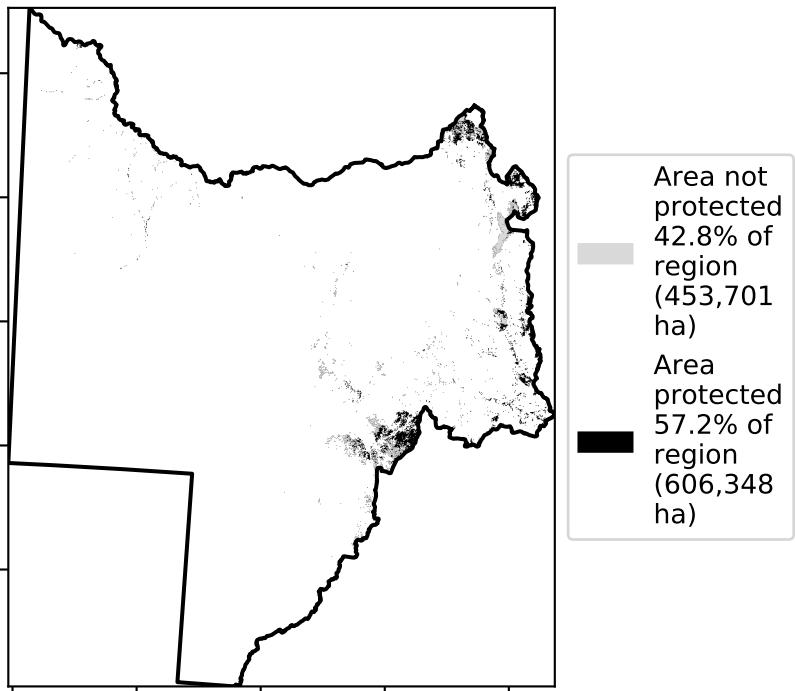 Area not
protected
42.8% of
region
(453,701
ha)
Area
protected
57.2% of
region
(606,348
ha)